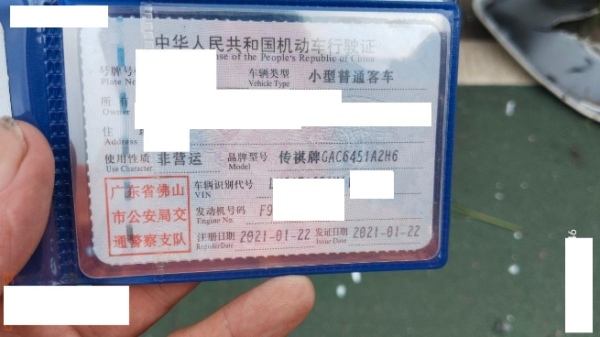 中华人民共和国机动车行驶证
se of the People's Republic of China
号牌号
Plate No
车辆类型
Vehicle Type
小型普通客车
所
Owner
住
Address
使用性质
Use Character
非营运
品牌型号
Model
传祺牌GAC6451A2H6
车辆识别代号
VIN
发动机号码
Engine No.
F9
注册日期
Register Date
2021-01-22
发证日期
Issue Date
2021-01-22
广东省佛山
市公安局交
通警察支队